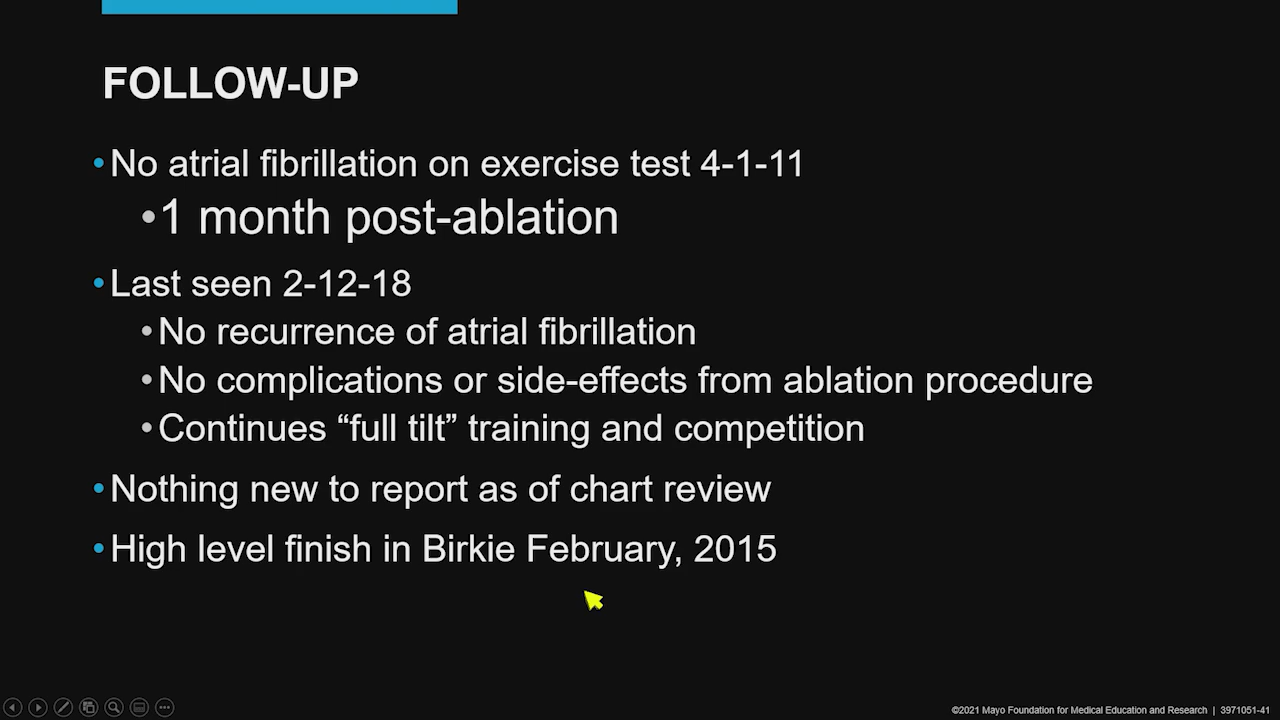 FOLLOW-UP
•No atrial fibrillation on exercise test 4-1-11
•1 month post-ablation
•Last seen 2-12-18
•No recurrence of atrial fibrillation
•No complications or side-effects from ablation procedure
•Continues “full tilt” training and competition
•Nothing new to report as of chart review
•High level finish in Birkie February, 2015
©2021 Mayo Foundation for Medical Education and Research | 3971051-41